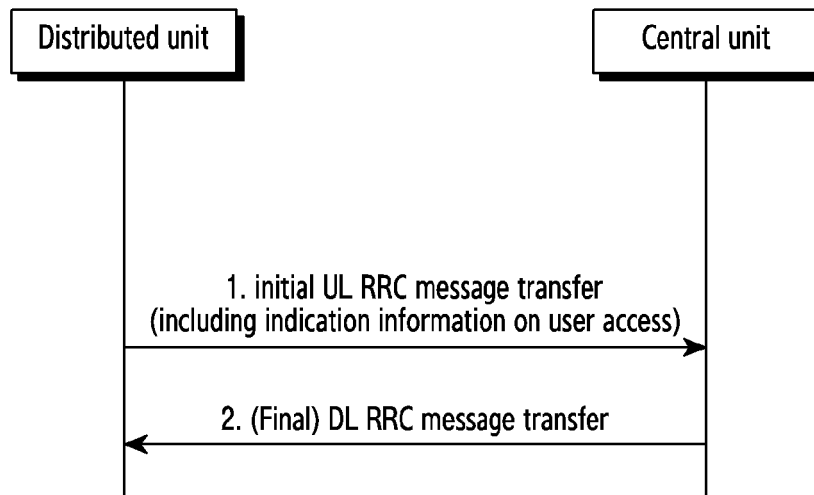 Distributed unit
Central unit
1. initial UL RRC message transfer
(including indication information on user access)
2. (Final) DL RRC message transfer